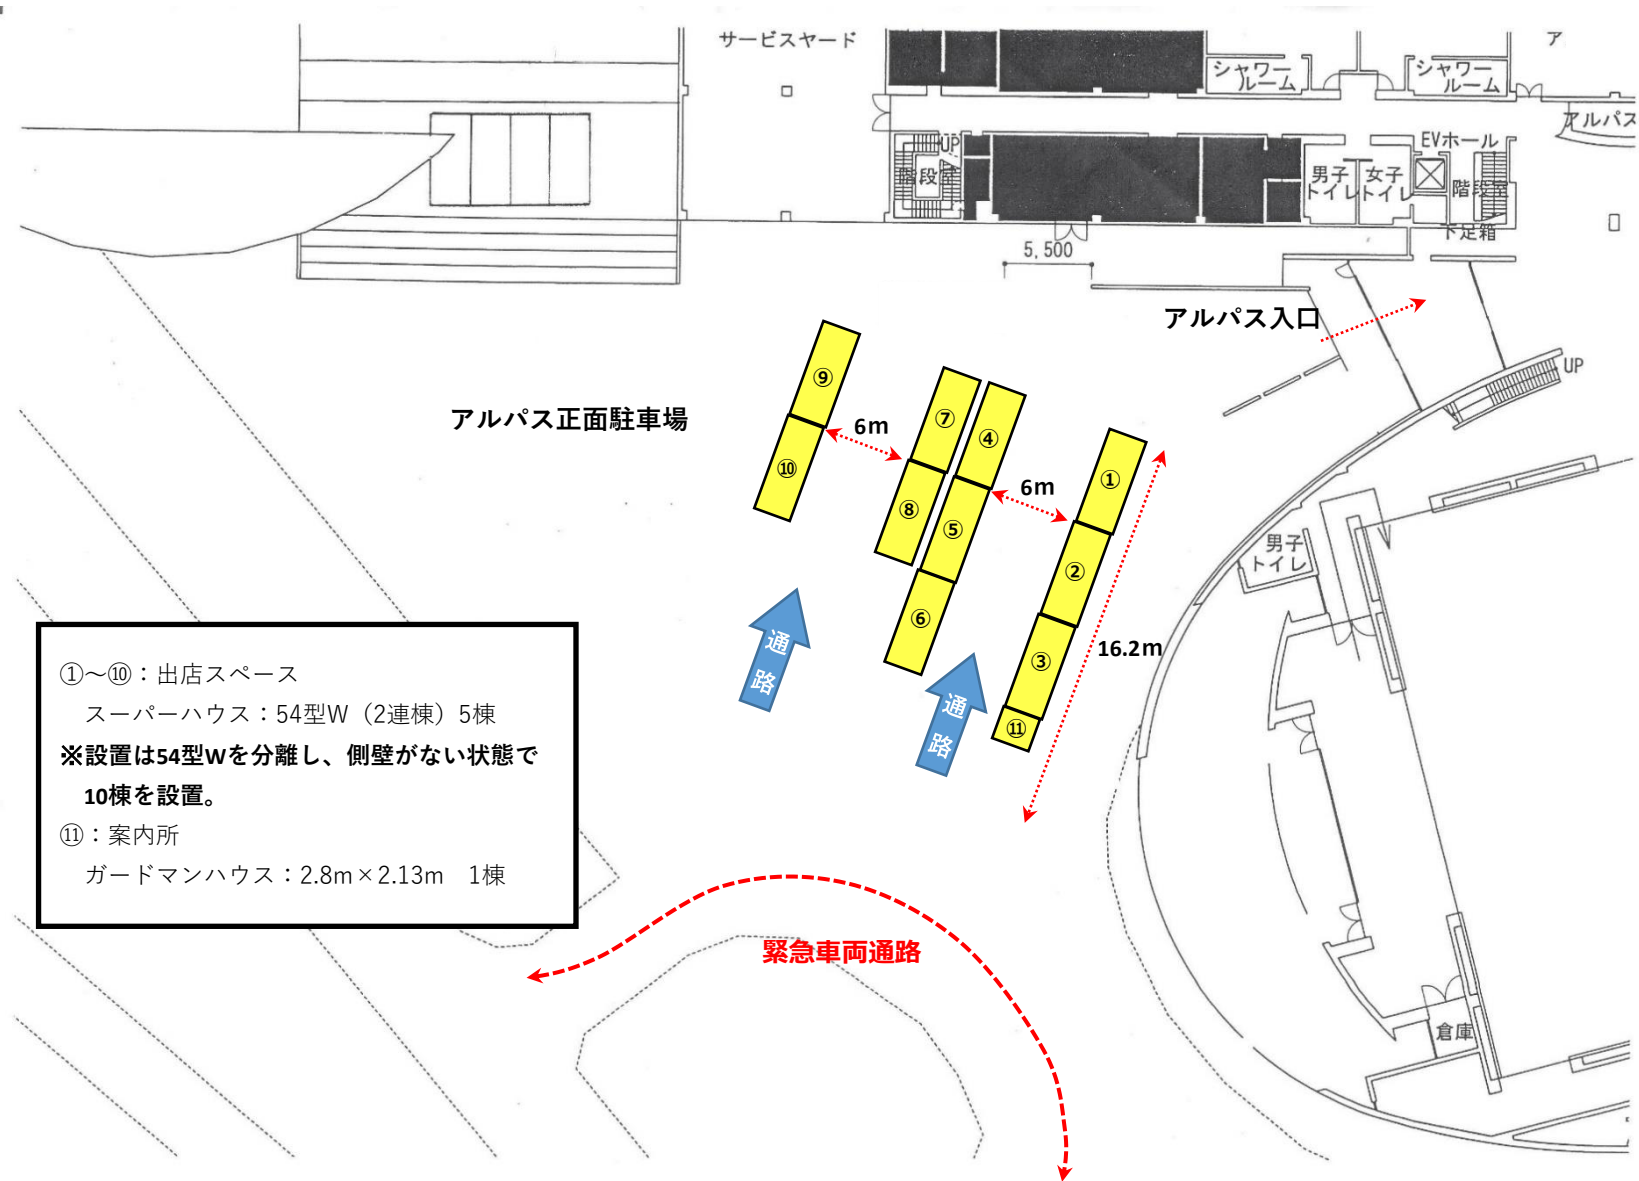 サービスヤード
ア
シャワー
ルーム
シャワー
ルーム
アルパス
UP
階段室
男子
トイレ
女子
トイレ
EVホール
階段室
下足箱
5,500
アルパス入口
UP
アルパス正面駐車場
⑨
⑩
6m
⑦
⑧
④
⑤
⑥
6m
①
②
③
⑪
16.2m
通
路
通
路
男子
トイレ
①～⑩：出店スペース
スーパーハウス：54型W（2連棟）5棟
※設置は54型Wを分離し、側壁がない状態で
10棟を設置。
⑪：案内所
ガードマンハウス：2.8m×2.13m　1棟
緊急車両通路
倉庫